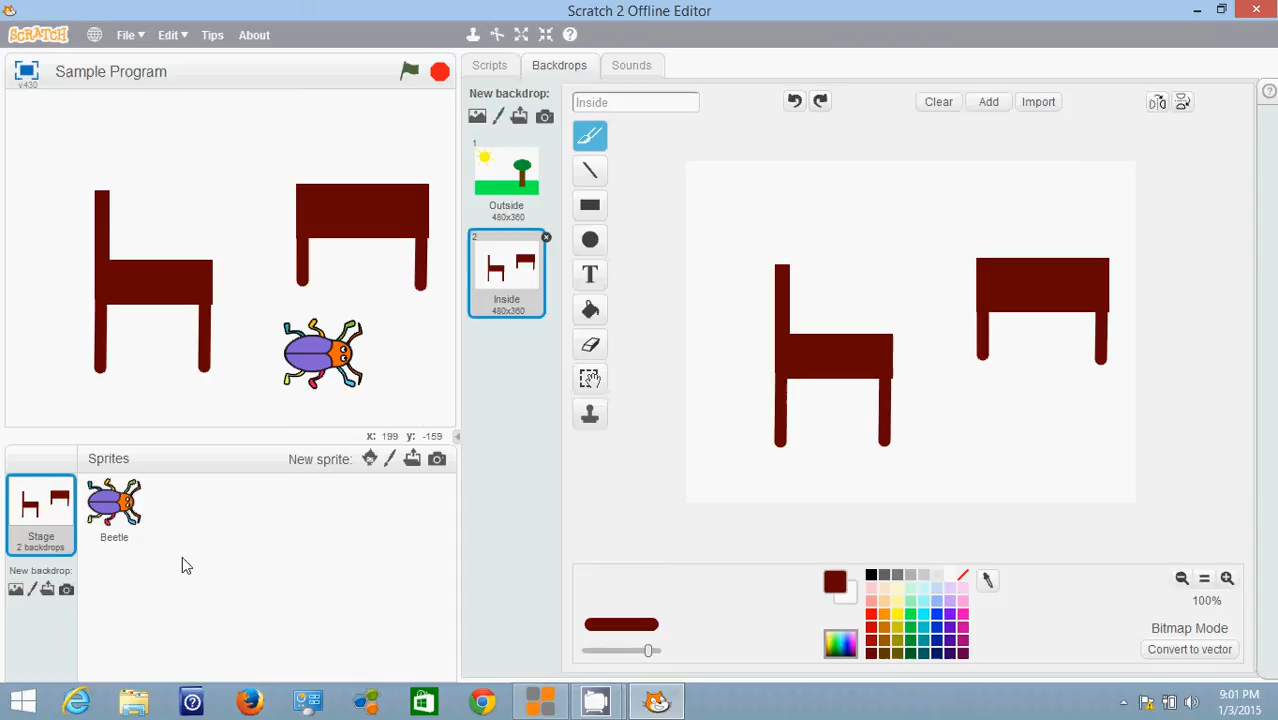 Scratch 2 Offline Editor
SCRATCH File Edit Tips About
v430
Sample Program
Scripts Backdrops Sounds
New backdrop:
Inside
Clear Add Import
1
Outside
480x360
2
Inside
480x360
T
x: 199 y: -159
Sprites New sprite:
Stage
2 backdrops
Beetle
New backdrop:
100%
Bitmap Mode
Convert to vector
9:01 PM
1/3/2015